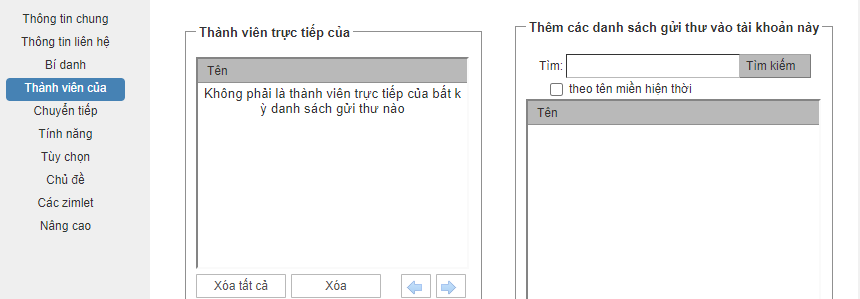 Thông tin chung
Thông tin liên hệ
Bí danh
Thành viên của
Chuyển tiếp
Tính năng
Tùy chọn
Chủ đề
Các zimlet
Nâng cao
Thành viên trực tiếp của
Tên
Không phải là thành viên trực tiếp của bất k
ỳ danh sách gửi thư nào
Xóa tất cả
Xóa
Thêm các danh sách gửi thư vào tài khoản này
Tìm:
Tìm kiếm
theo tên miền hiện thời
Tên